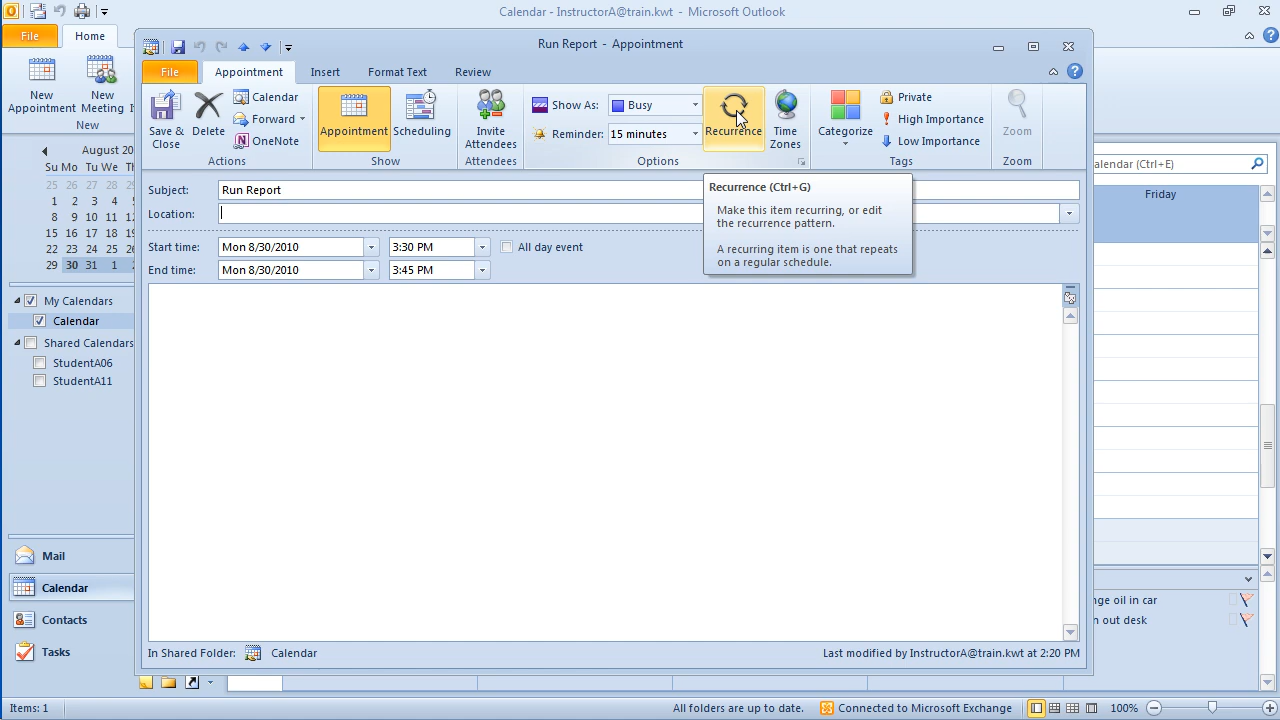 Calendar - InstructorA@train.kwt - Microsoft Outlook
File
Home
New Appointment
New Meeting
New
August 20
Su Mo Tu We
25 26 27 28
1 2 3 4
8 9 10 11
15 16 17 18
22 23 24 25
29 30 31 1
My Calendars
Calendar
Shared Calendars
StudentA06
StudentA11
Mail
Calendar
Contacts
Tasks
Run Report - Appointment
File
Appointment
Insert
Format Text
Review
Save & Close
Delete
Calendar
Forward
OneNote
Actions
Appointment
Scheduling
Show
Invite Attendees
Attendees
Show As:
Busy
Reminder:
15 minutes
Recurrence
Time Zones
Options
Categorize
Private
High Importance
Low Importance
Tags
Zoom
Zoom
Subject:
Run Report
Location:
Start time:
Mon 8/30/2010
3:30 PM
All day event
End time:
Mon 8/30/2010
3:45 PM
Recurrence (Ctrl+G)
Make this item recurring, or edit
the recurrence pattern.
A recurring item is one that repeats
on a regular schedule.
In Shared Folder:
Calendar
Last modified by InstructorA@train.kwt at 2:20 PM
alendar (Ctrl+E)
Friday
nge oil in car
n out desk
Items: 1
All folders are up to date.
Connected to Microsoft Exchange
100%